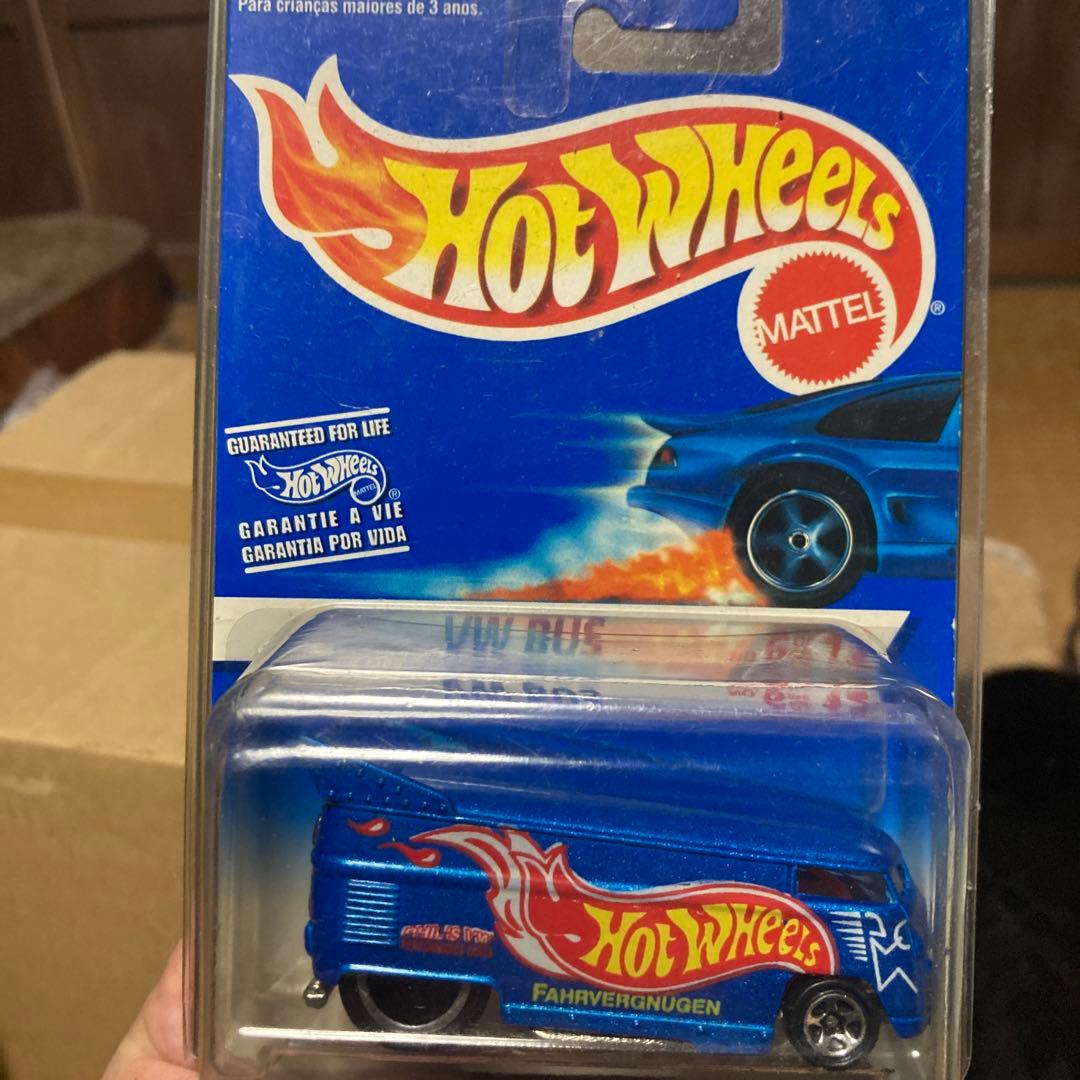 Para crianças maiores de 3 anos.
HOT WHEELS
MATTEL
®
GUARANTEED FOR LIFE
HOT WHEELS
MATTEL
®
GARANTIE A VIE
GARANTIA POR VIDA
VW BUS
HOT WHEELS
FAHRVERGNUGEN